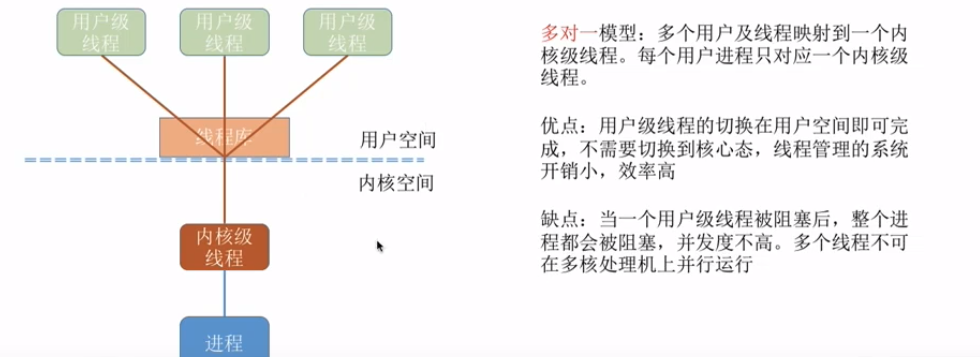 用户级
线程
用户级
线程
用户级
线程
线程库
用户空间
内核空间
内核级
线程
进程
多对一模型：多个用户及线程映射到一个内
核级线程。每个用户进程只对应一个内核级
线程。
优点：用户级线程的切换在用户空间即可完
成，不需要切换到核心态，线程管理的系统
开销小，效率高
缺点：当一个用户级线程被阻塞后，整个进
程都会被阻塞，并发度不高。多个线程不可
在多核处理机上并行运行